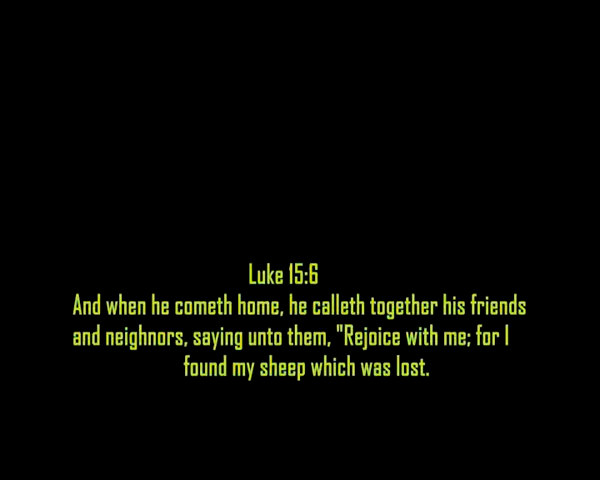 Luke 15:6
And when he cometh home, he calleth together his friends
and neighnors, saying unto them, "Rejoice with me; for I
found my sheep which was lost.